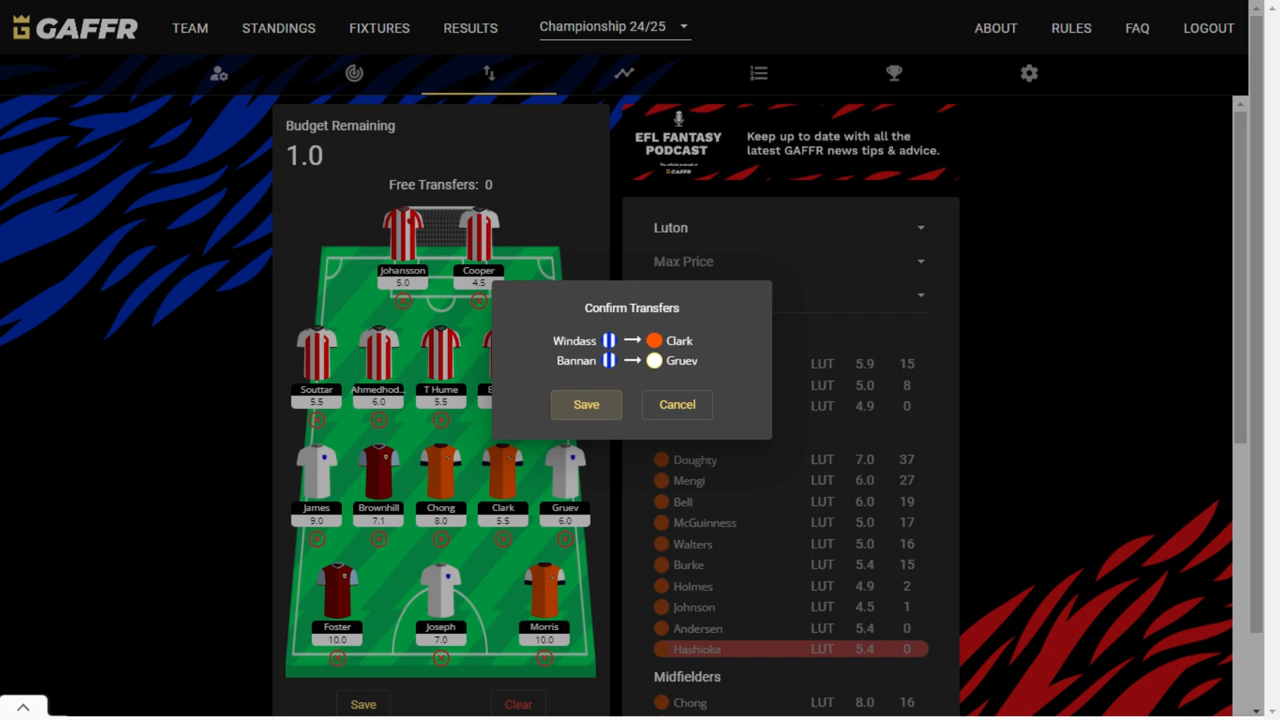 GAFFR TEAM STANDINGS FIXTURES RESULTS Championship 24/25 ABOUT RULES FAQ LOGOUT
Budget Remaining
1.0
Free Transfers: 0
Johansson Cooper
5.0 4.5
Souttar Ahmedhod... T Hume
5.5 6.0 5.5
James Brownhill Chong Clark Gruev
9.0 7.1 8.0 5.5 6.0
Foster Joseph Morris
10.0 7.0 10.0
Save Clear
EFL FANTASY
PODCAST
GAFFR
Keep up to date with all the
latest GAFFR news tips & advice.
Luton
Max Price
Confirm Transfers
Windass Clark
Bannan Gruev
Save Cancel
LUT 5.9 15
LUT 5.0 8
LUT 4.9 0
Doughty LUT 7.0 37
Mengi LUT 6.0 27
Bell LUT 6.0 19
McGuinness LUT 5.0 17
Walters LUT 5.0 16
Burke LUT 5.4 15
Holmes LUT 4.9 2
Johnson LUT 4.5 1
Andersen LUT 5.4 0
Hashioka LUT 5.4 0
Midfielders
Chong LUT 8.0 16